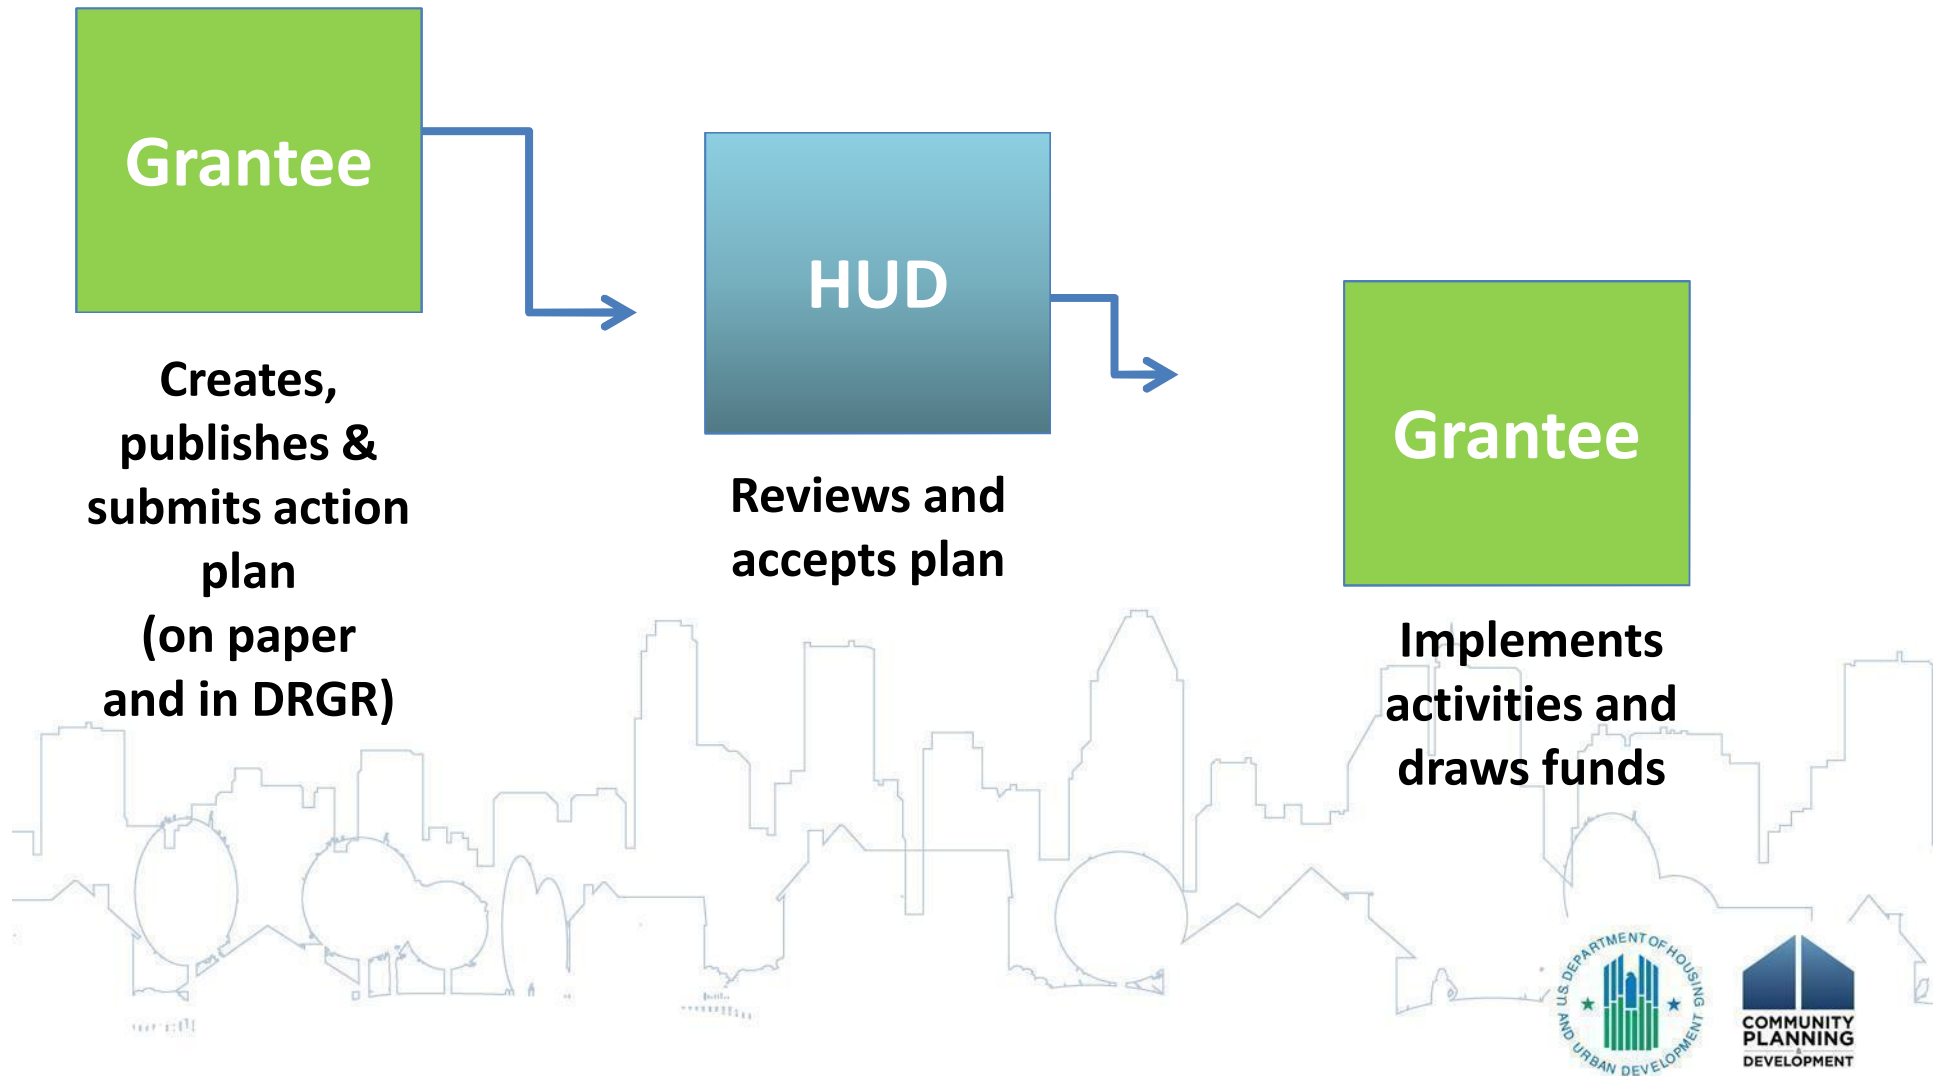 Grantee
Creates,
publishes &
submits action
plan
(on paper
and in DRGR)
HUD
Reviews and
accepts plan
Grantee
Implements
activities and
draws funds
U.S. DEPARTMENT OF HOUSING
AND URBAN DEVELOPMENT
COMMUNITY
PLANNING
&
DEVELOPMENT